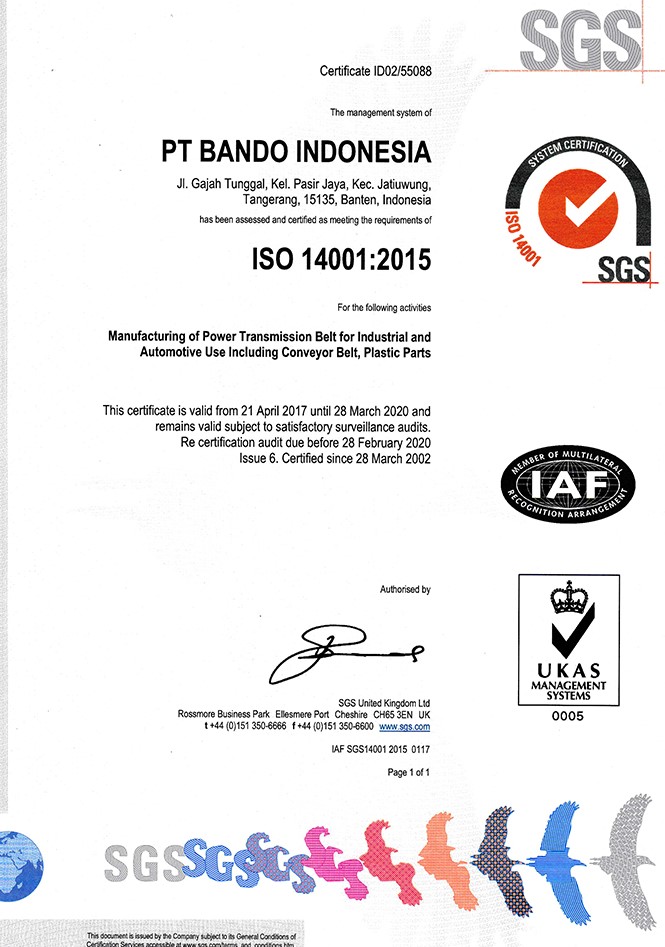 SGS
Certificate ID02/55088
The management system of
PT BANDO INDONESIA
Jl. Gajah Tunggal, Kel. Pasir Jaya, Kec. Jatiuwung,
Tangerang, 15135, Banten, Indonesia
has been assessed and certified as meeting the requirements of
ISO 14001:2015
For the following activities
Manufacturing of Power Transmission Belt for Industrial and
Automotive Use Including Conveyor Belt, Plastic Parts
This certificate is valid from 21 April 2017 until 28 March 2020 and
remains valid subject to satisfactory surveillance audits.
Re certification audit due before 28 February 2020
Issue 6. Certified since 28 March 2002
SYSTEM CERTIFICATION
ISO 14001
SGS
MEMBER OF MULTILATERAL
IAF
RECOGNITION ARRANGEMENT
Authorised by
SGS United Kingdom Ltd
Rossmore Business Park Ellesmere Port Cheshire CH65 3EN UK
t +44 (0)151 350-6666 f +44 (0)151 350-6600 www.sgs.com
IAF SGS14001 2015 0117
Page 1 of 1
UKAS
MANAGEMENT
SYSTEMS
0005
SGS SGS SGS
This document is issued by the Company subject to its General Conditions of
Certification Services accessible at www.sgs.com/terms_and_conditions.htm